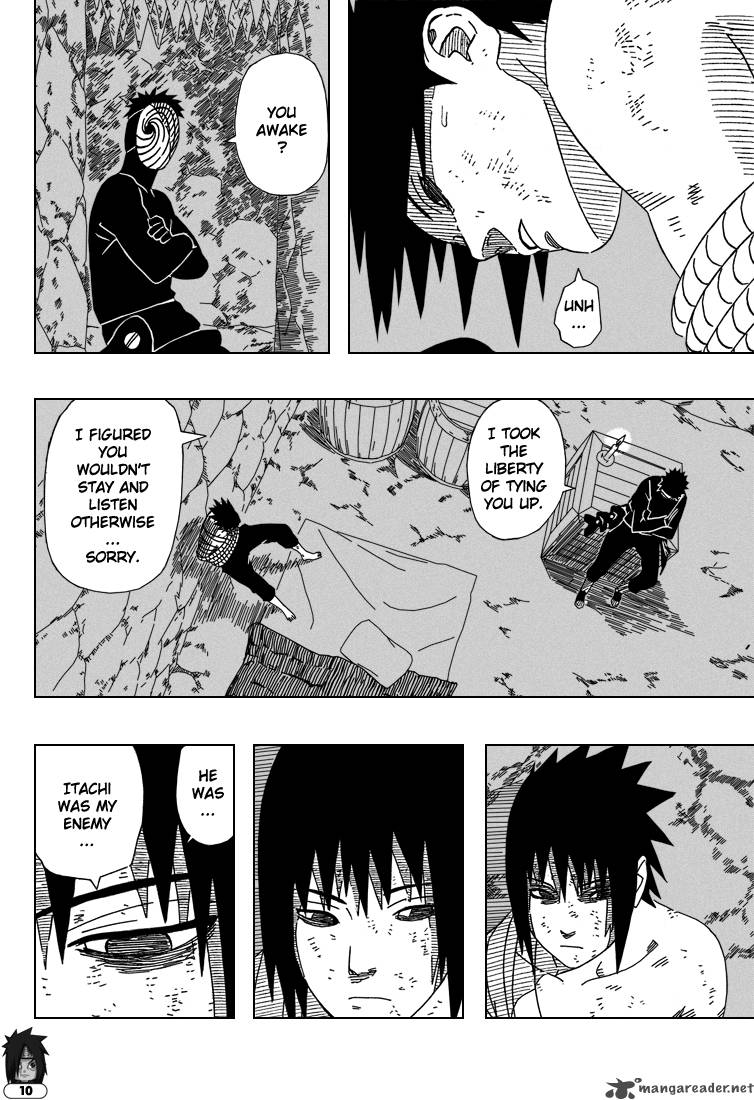 UNH
...
YOU
AWAKE
?
I TOOK
THE
LIBERTY
OF TYING
YOU UP.
I FIGURED
YOU
WOULDN'T
STAY AND
LISTEN
OTHERWISE
...
SORRY.
HE
WAS
...
ITACHI
WAS MY
ENEMY
...
10
mangareader.net